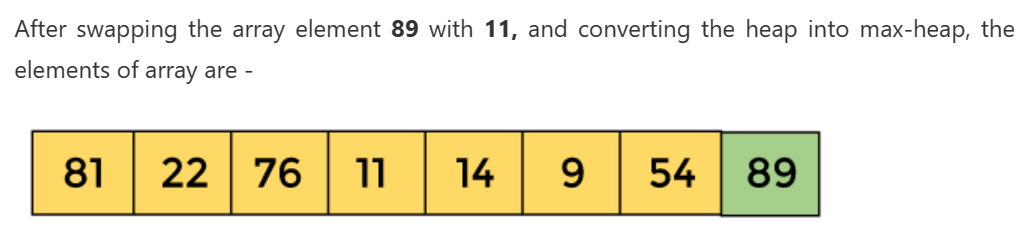 After swapping the array element 89 with 11, and converting the heap into max-heap, the
elements of array are -
81 22 76 11 14 9 54 89